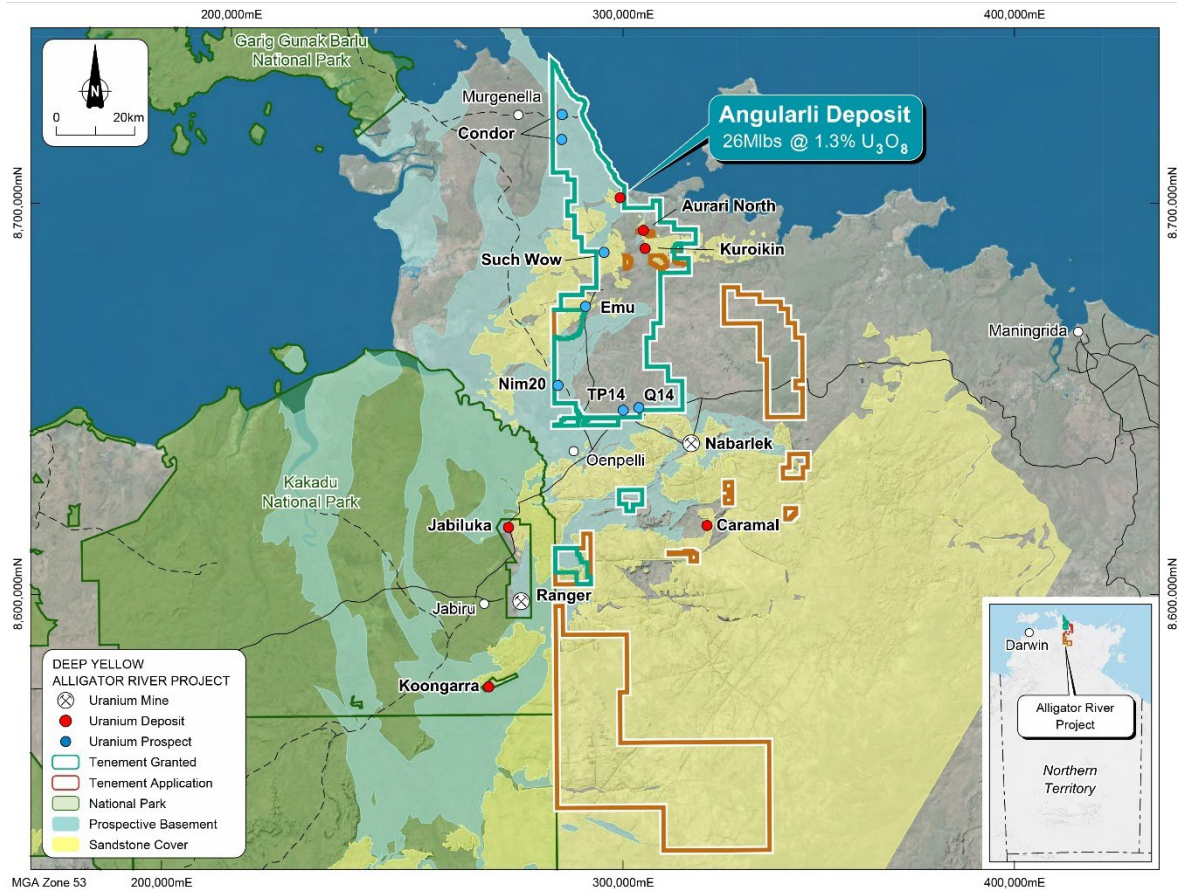 200,000mE
300,000mE
400,000mE
Garig Gunak Barlu
National Park
N
0
20km
Murgenella
Condor
Angularli Deposit
26Mlbs @ 1.3% U₃O₈
8,700,000mN
8,700,000mN
Aurari North
Kuroikin
Such Wow
Emu
Maningrida
Nim20
TP14
Q14
Nabarlek
Oenpelli
Kakadu
National Park
Jabiluka
Caramal
Ranger
Jabiru
8,600,000mN
8,600,000mN
Koongarra
DEEP YELLOW
ALLIGATOR RIVER PROJECT
Uranium Mine
Uranium Deposit
Uranium Prospect
Tenement Granted
Tenement Application
National Park
Prospective Basement
Sandstone Cover
Darwin
Alligator River
Project
Northern
Territory
MGA Zone 53
200,000mE
300,000mE
400,000mE